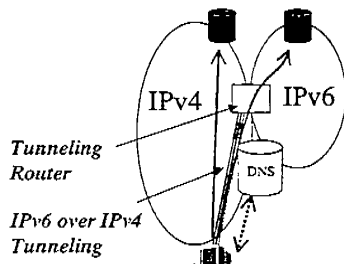 IPv4
IPv6
Tunneling
Router
DNS
IPv6 over IPv4
Tunneling